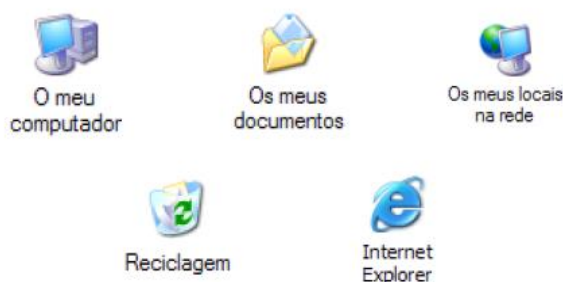 O meu
computador
Os meus
documentos
Os meus locais
na rede
Reciclagem
Internet
Explorer